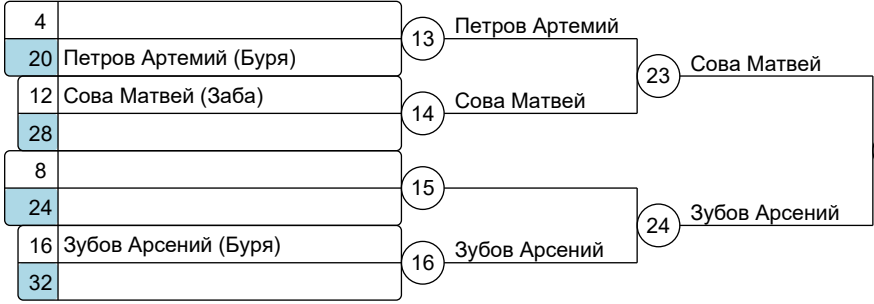 4
20 Петров Артемий (Буря)
13
Петров Артемий
12 Сова Матвей (Заба)
28
14
Сова Матвей
23
Сова Матвей
8
24
15
16 Зубов Арсений (Буря)
32
16
Зубов Арсений
24
Зубов Арсений